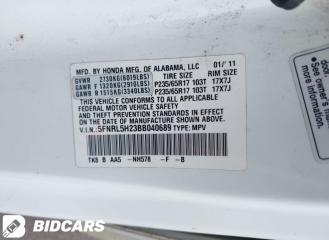 MFD. BY HONDA MFG. OF ALABAMA, LLC 01/'11
GVWR 2730KG(6019LBS) TIRE SIZE RIM SIZE
GAWR F 1320KG(2910LBS) P235/65R17 103T 17X7J
GAWR R 1515KG(3340LBS) P235/65R17 103T 17X7J
THIS VEHICLE CONFORMS TO ALL APPLICABLE
FEDERAL MOTOR VEHICLE SAFETY AND THEFT
PREVENTION STANDARDS IN EFFECT ON THE DATE
OF MANUFACTURE SHOWN ABOVE.
V.I.N.: 5FNRL5H23BB040689 TYPE: MPV
TK8 B AA5 -NH578 -F -B
BIDCARS